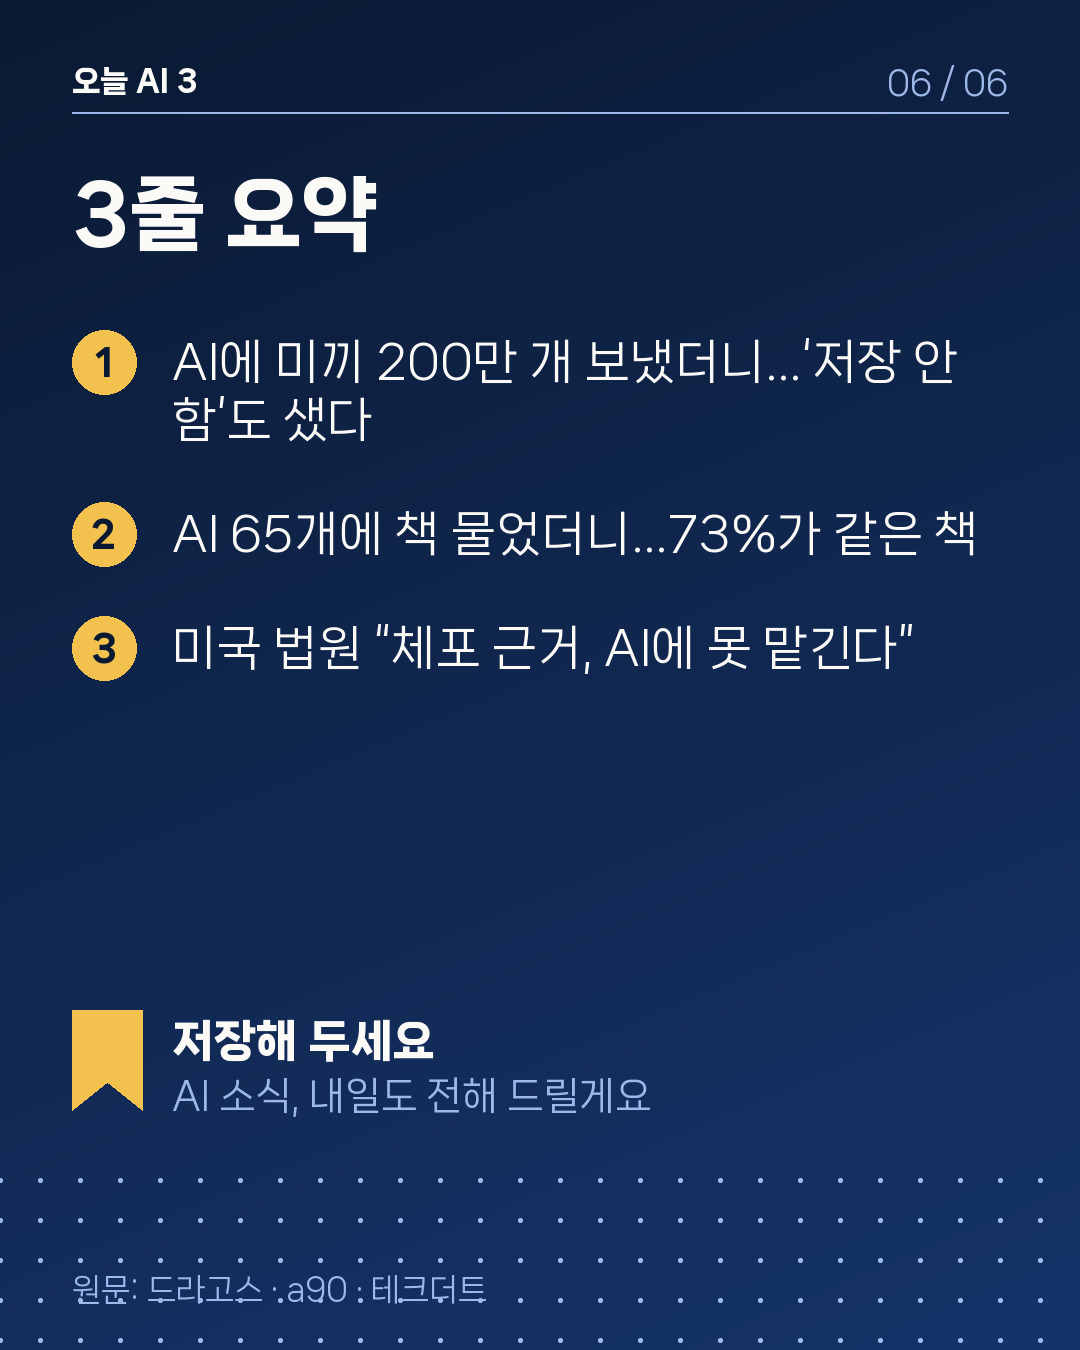 오늘 AI 3
06 / 06
3줄 요약
1 AI에 미끼 200만 개 보냈더니…‘저장 안
함’도 샜다
2 AI 65개에 책 물었더니…73%가 같은 책
3 미국 법원 “체포 근거, AI에 못 맡긴다”
저장해 두세요
AI 소식, 내일도 전해 드릴게요
원문: 드라고스 · a90 · 테크더트